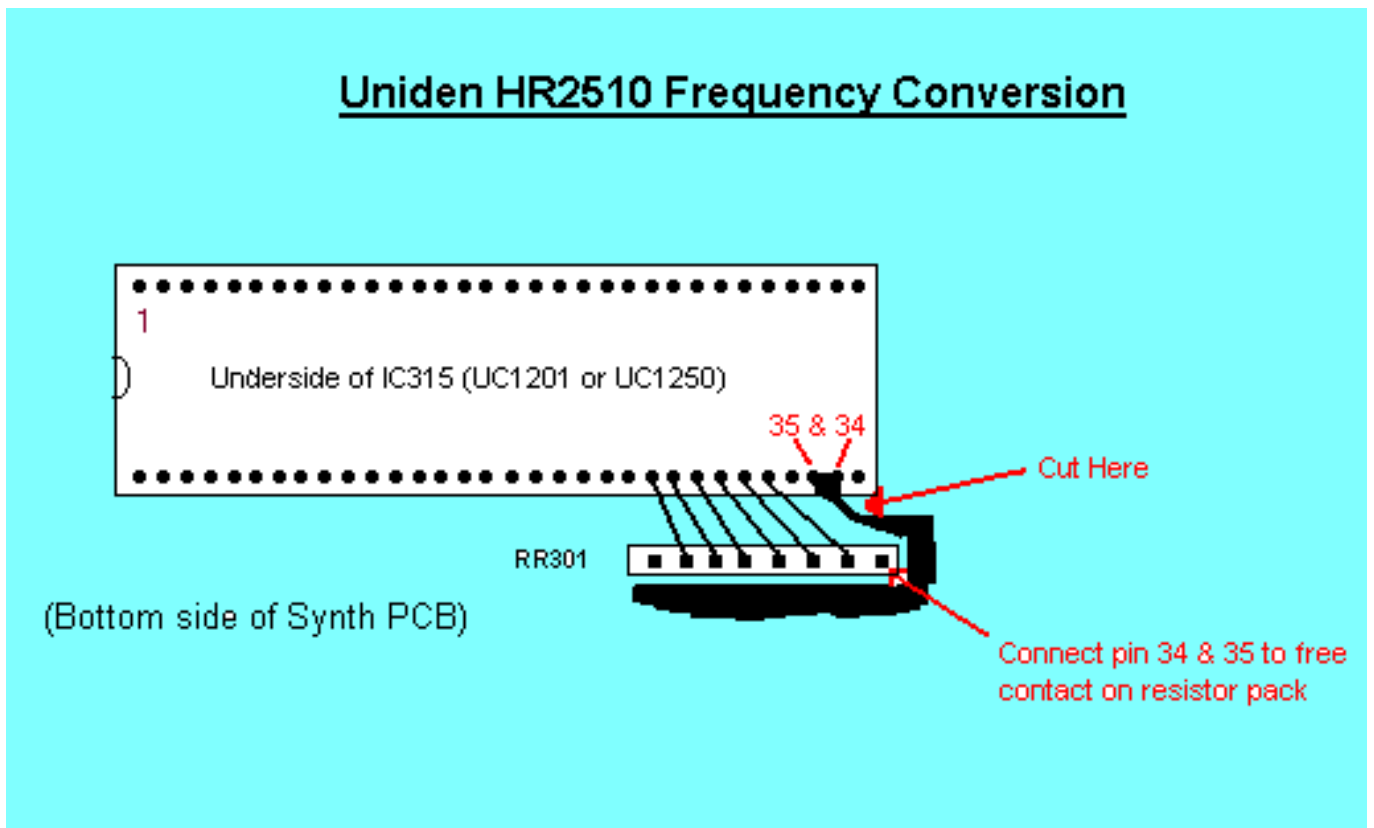 Uniden HR2510 Frequency Conversion
1
Underside of IC315 (UC1201 or UC1250)
35 & 34
Cut Here
RR301
(Bottom side of Synth PCB)
Connect pin 34 & 35 to free
contact on resistor pack